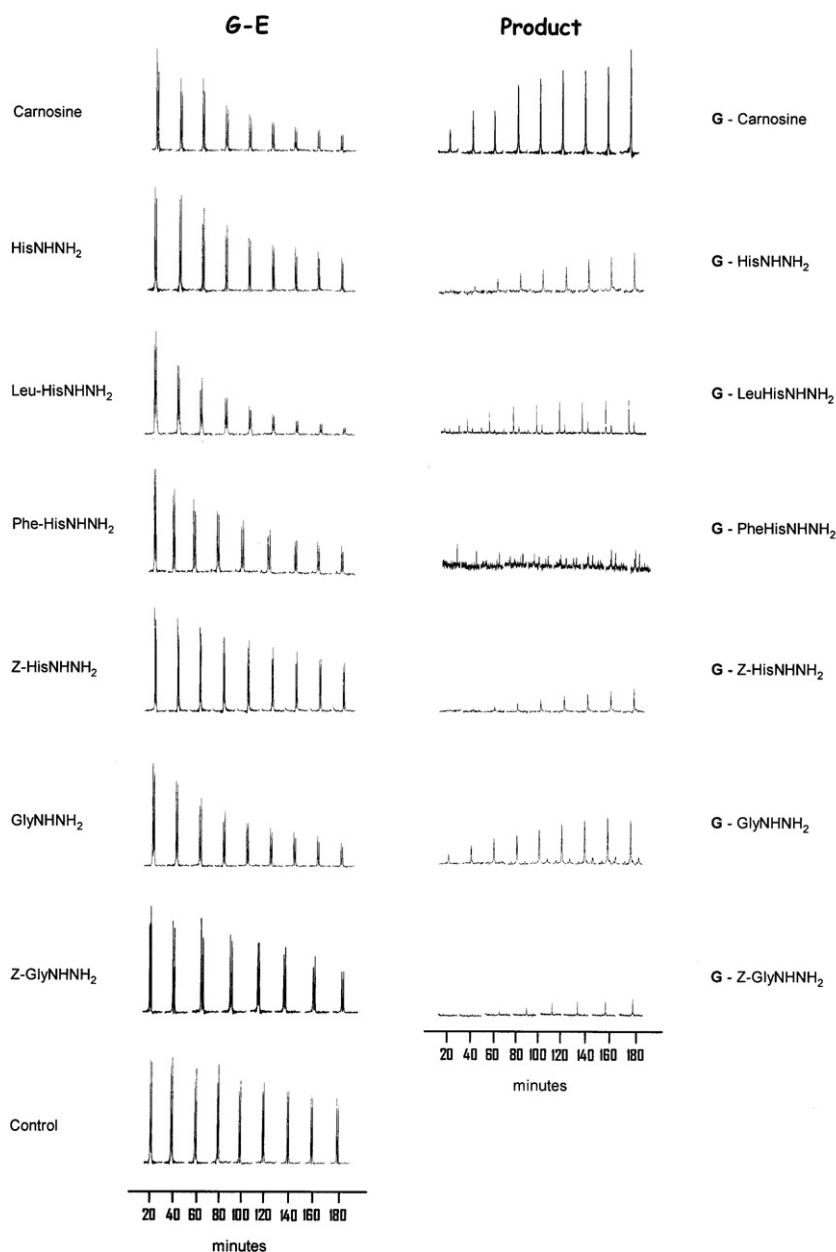 G-E Product
Carnosine G - Carnosine
HisNHNH₂ G - HisNHNH₂
Leu-HisNHNH₂ G - LeuHisNHNH₂
Phe-HisNHNH₂ G - PheHisNHNH₂
Z-HisNHNH₂ G - Z-HisNHNH₂
GlyNHNH₂ G - GlyNHNH₂
Z-GlyNHNH₂ G - Z-GlyNHNH₂
20 40 60 80 100 120 140 160 180
minutes
Control
20 40 60 80 100 120 140 160 180
minutes